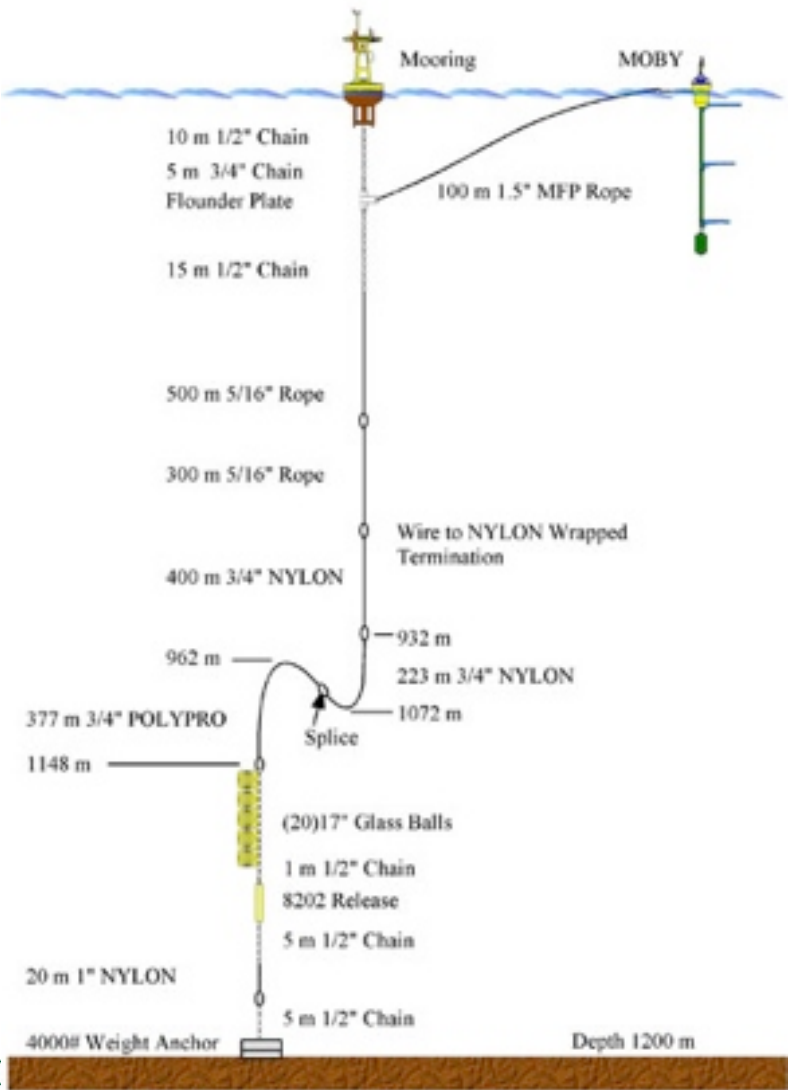 Mooring
MOBY
10 m 1/2" Chain
5 m 3/4" Chain
Flounder Plate
100 m 1.5" MFP Rope
15 m 1/2" Chain
500 m 5/16" Rope
300 m 5/16" Rope
Wire to NYLON Wrapped
Termination
400 m 3/4" NYLON
932 m
962 m
223 m 3/4" NYLON
1072 m
377 m 3/4" POLYPRO
Splice
1148 m
(20)17" Glass Balls
1 m 1/2" Chain
8202 Release
5 m 1/2" Chain
20 m 1" NYLON
5 m 1/2" Chain
4000# Weight Anchor
Depth 1200 m